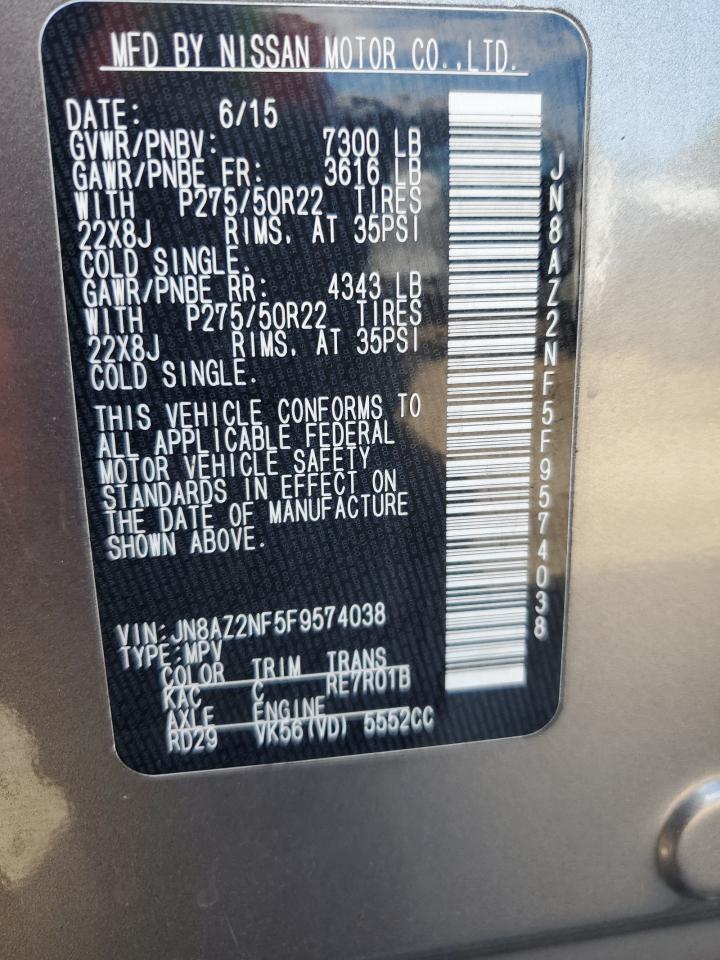 MFD BY NISSAN MOTOR CO.,LTD.
DATE: 6/15
GVWR/PNBV: 7300 LB
GAWR/PNBE FR: 3616 LB
WITH P275/50R22 TIRES
22X8J RIMS, AT 35PSI
COLD SINGLE.
GAWR/PNBE RR: 4343 LB
WITH P275/50R22 TIRES
22X8J RIMS, AT 35PSI
COLD SINGLE.
THIS VEHICLE CONFORMS TO
ALL APPLICABLE FEDERAL
MOTOR VEHICLE SAFETY
STANDARDS IN EFFECT ON
THE DATE OF MANUFACTURE
SHOWN ABOVE.
VIN:JN8AZ2NF5F9574038
TYPE:MPV
COLOR TRIM TRANS
KAC C RE7R01B
AXLE ENGINE
RD29 VK56(VD) 5552CC
JN8AZ2NF5F9574038